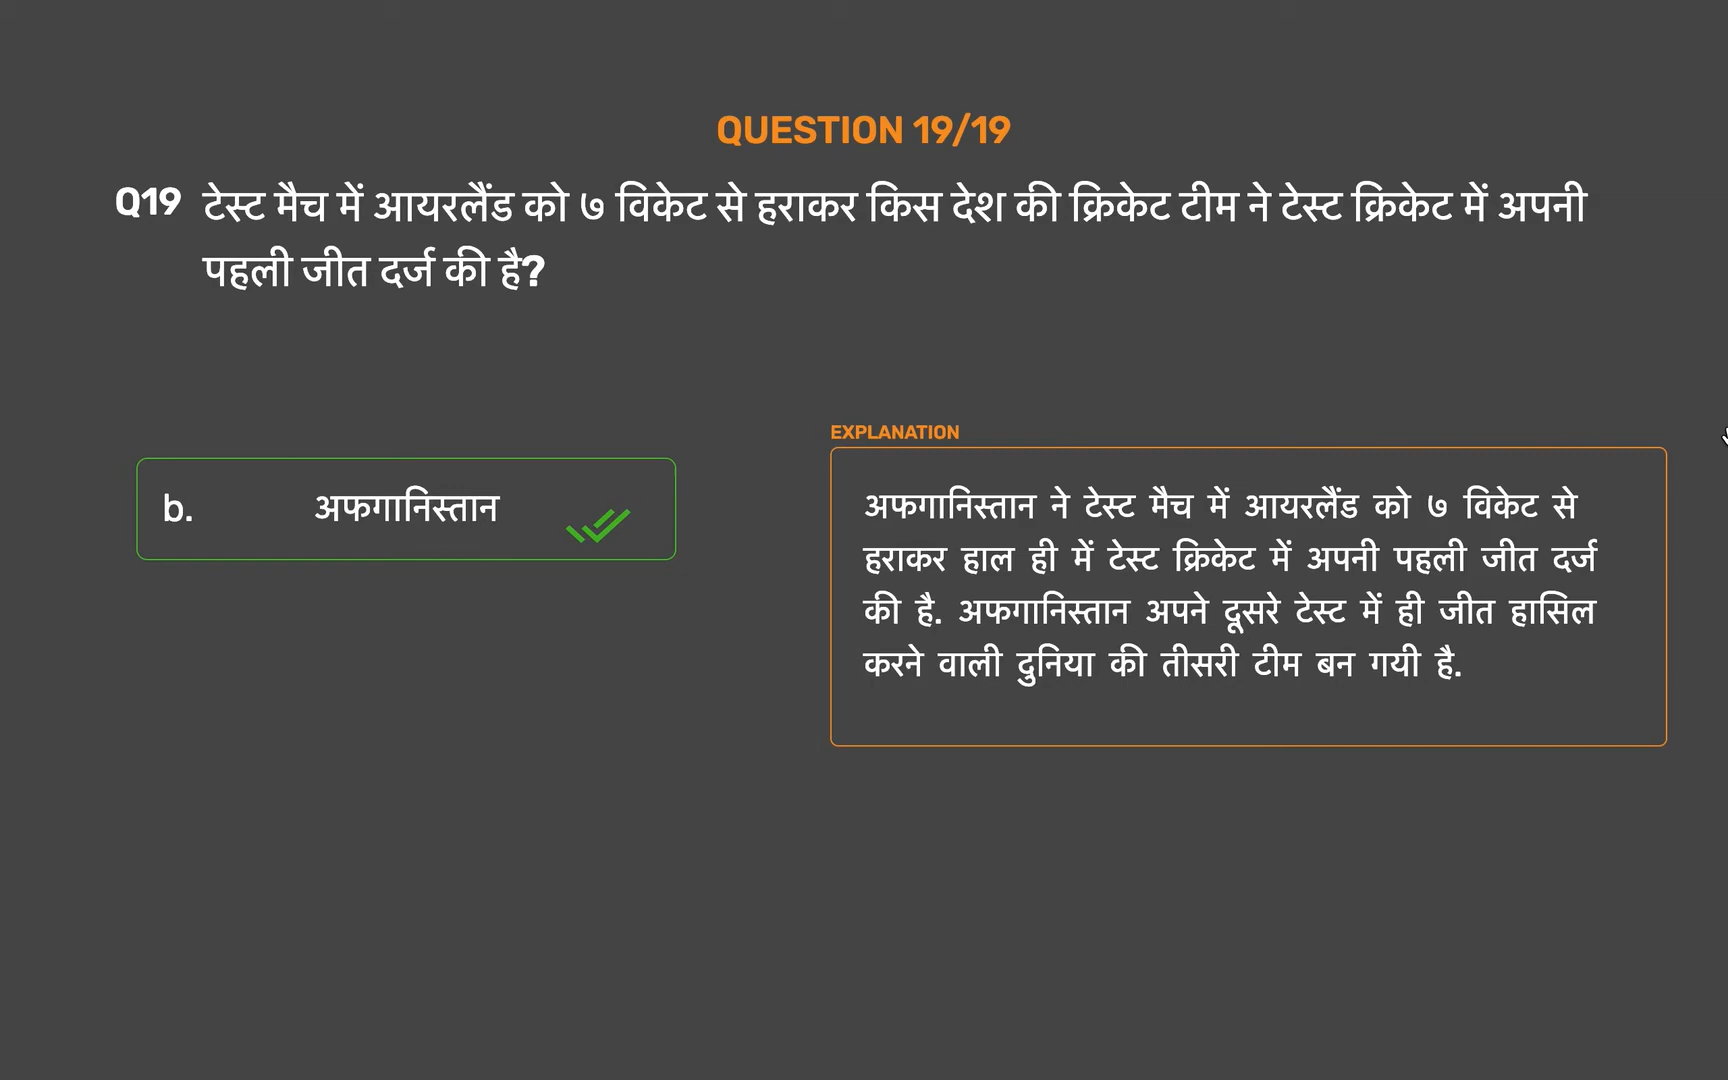 QUESTION 19/19
Q19 टेस्ट मैच में आयरलैंड को ७ विकेट से हराकर किस देश की क्रिकेट टीम ने टेस्ट क्रिकेट में अपनी
पहली जीत दर्ज की है?
EXPLANATION
b. अफगानिस्तान
अफगानिस्तान ने टेस्ट मैच में आयरलैंड को ७ विकेट से
हराकर हाल ही में टेस्ट क्रिकेट में अपनी पहली जीत दर्ज
की है. अफगानिस्तान अपने दूसरे टेस्ट में ही जीत हासिल
करने वाली दुनिया की तीसरी टीम बन गयी है.